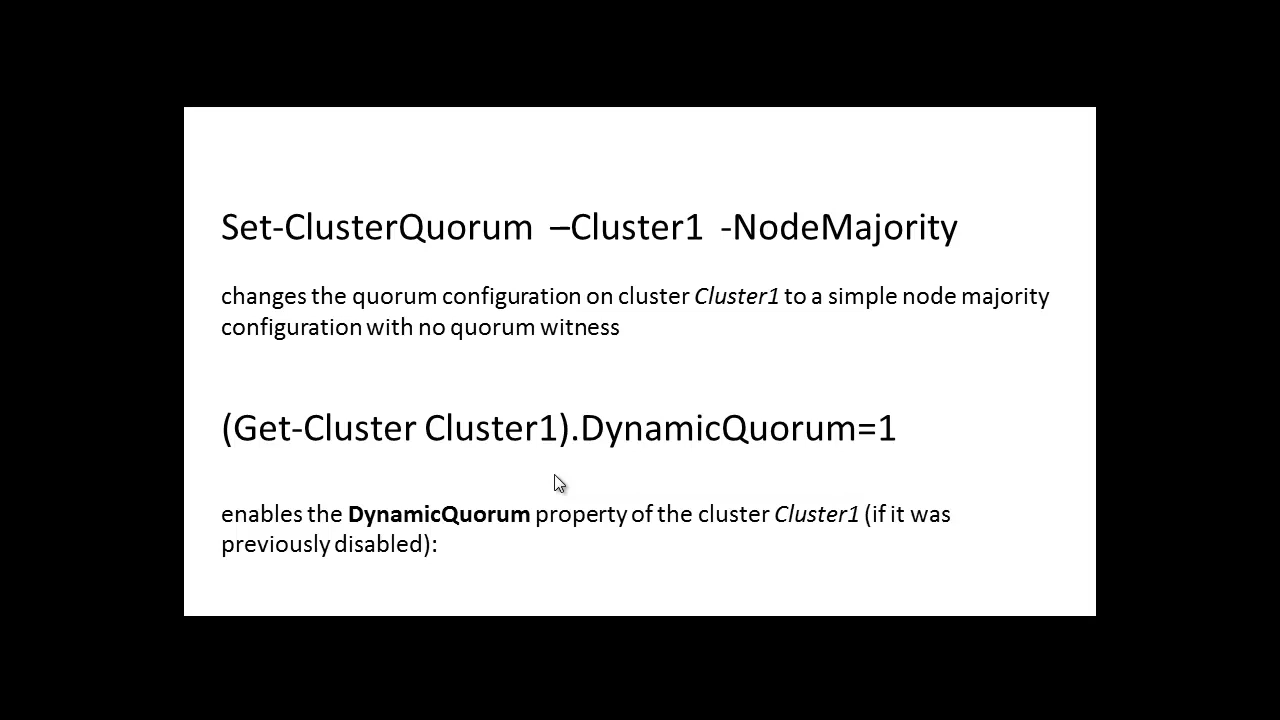 Set-ClusterQuorum –Cluster1 -NodeMajority
changes the quorum configuration on cluster Cluster1 to a simple node majority
configuration with no quorum witness
(Get-Cluster Cluster1).DynamicQuorum=1
enables the DynamicQuorum property of the cluster Cluster1 (if it was
previously disabled):